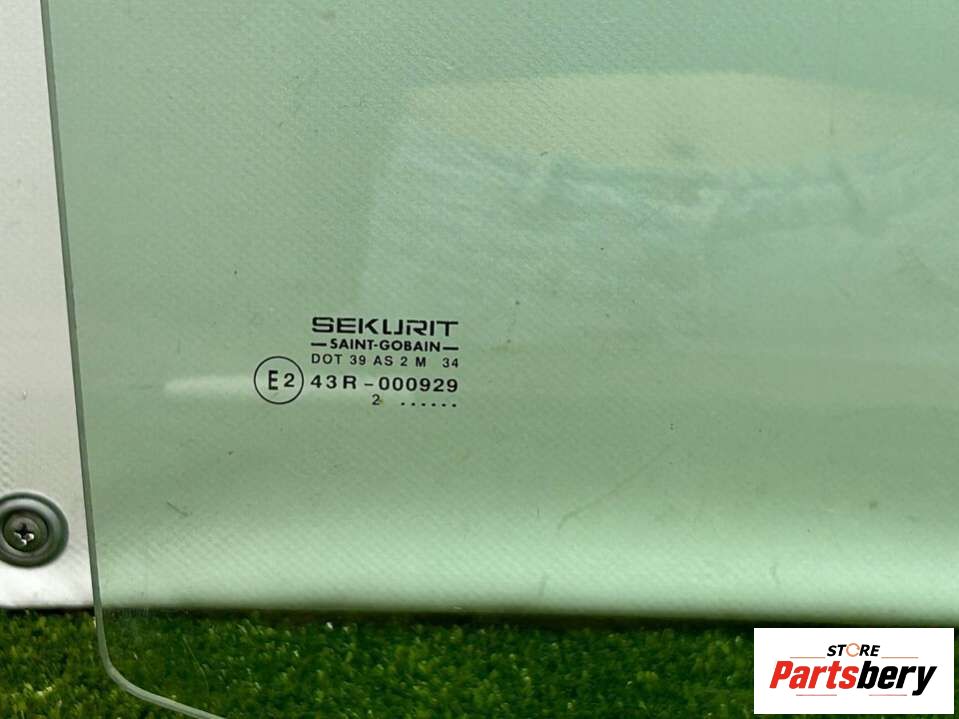 SEKURIT
SAINT-GOBAIN
DOT 39 AS 2 M 34
E2 43R-000929
2 ......
STORE
Partsbery